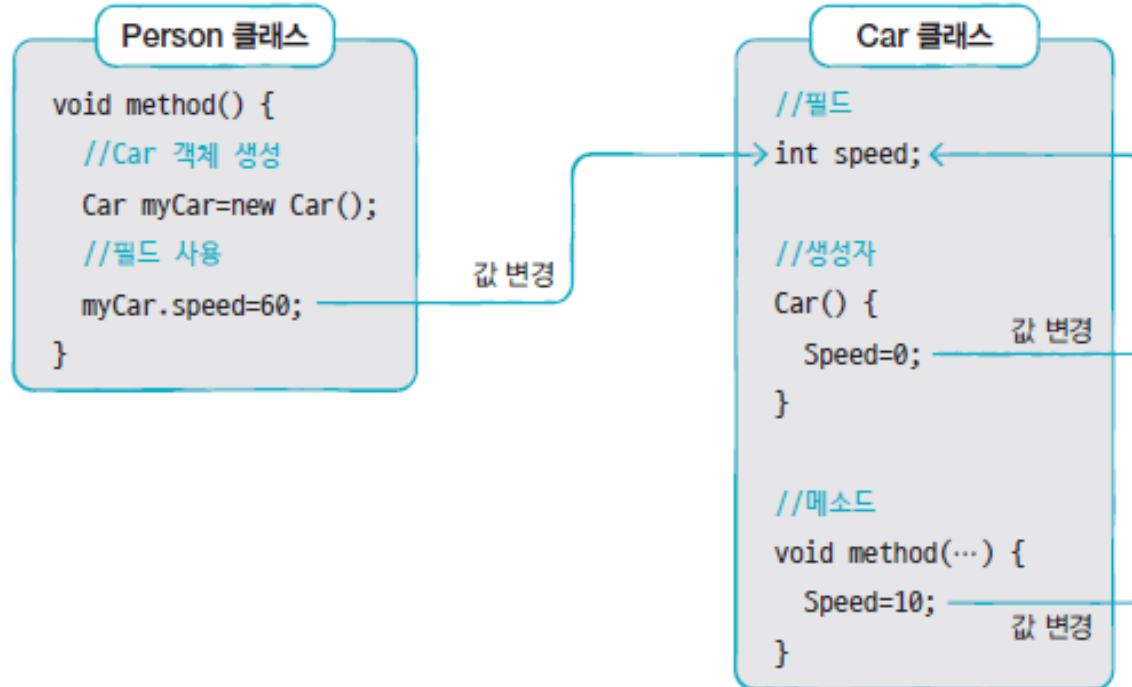 Person 클래스
void method() {
//Car 객체 생성
Car myCar=new Car();
//필드 사용
myCar.speed=60;
}
값 변경
Car 클래스
//필드
int speed;
//생성자
Car() {
Speed=0;
값 변경
}
//메소드
void method(…) {
Speed=10;
값 변경
}